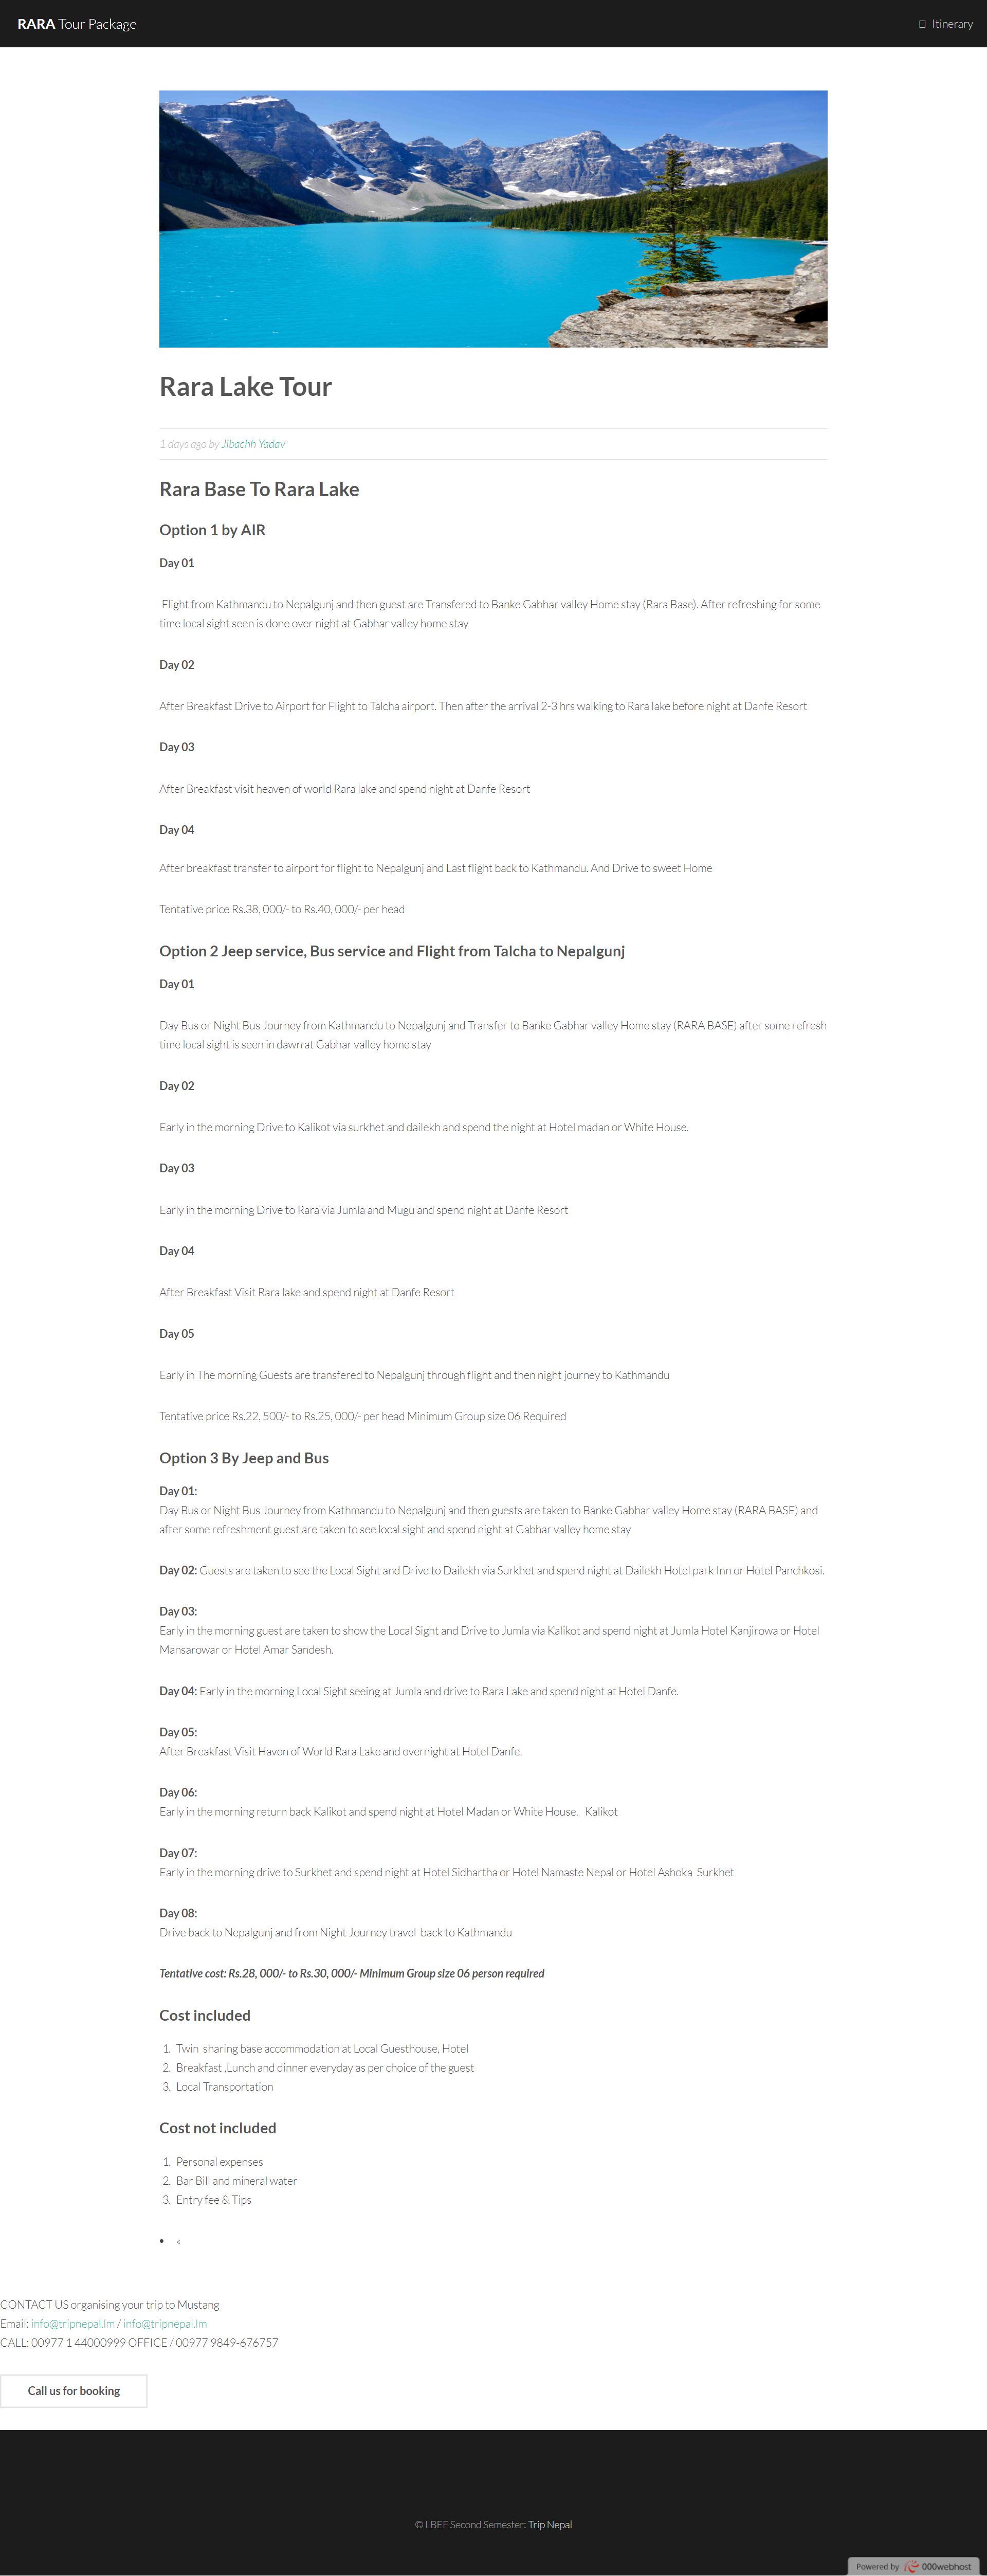 RARA Tour Package
Itinerary
Rara Lake Tour
1 days ago by Jibachh Yadav
Rara Base To Rara Lake
Option 1 by AIR
Day 01
Flight from Kathmandu to Nepalgunj and then guest are Transfered to Banke Gabhar valley Home stay (Rara Base). After refreshing for some
time local sight seen is done over night at Gabhar valley home stay
Day 02
After Breakfast Drive to Airport for Flight to Talcha airport. Then after the arrival 2-3 hrs walking to Rara lake before night at Danfe Resort
Day 03
After Breakfast visit heaven of world Rara lake and spend night at Danfe Resort
Day 04
After breakfast transfer to airport for flight to Nepalgunj and Last flight back to Kathmandu. And Drive to sweet Home
Tentative price Rs.38, 000/- to Rs.40, 000/- per head
Option 2 Jeep service, Bus service and Flight from Talcha to Nepalgunj
Day 01
Day Bus or Night Bus Journey from Kathmandu to Nepalgunj and Transfer to Banke Gabhar valley Home stay (RARA BASE) after some refresh
time local sight is seen in dawn at Gabhar valley home stay
Day 02
Early in the morning Drive to Kalikot via surkhet and dailekh and spend the night at Hotel madan or White House.
Day 03
Early in the morning Drive to Rara via Jumla and Mugu and spend night at Danfe Resort
Day 04
After Breakfast Visit Rara lake and spend night at Danfe Resort
Day 05
Early in The morning Guests are transfered to Nepalgunj through flight and then night journey to Kathmandu
Tentative price Rs.22, 500/- to Rs.25, 000/- per head Minimum Group size 06 Required
Option 3 By Jeep and Bus
Day 01:
Day Bus or Night Bus Journey from Kathmandu to Nepalgunj and then guests are taken to Banke Gabhar valley Home stay (RARA BASE) and
after some refreshment guest are taken to see local sight and spend night at Gabhar valley home stay
Day 02: Guests are taken to see the Local Sight and Drive to Dailekh via Surkhet and spend night at Dailekh Hotel park Inn or Hotel Panchkosi.
Day 03:
Early in the morning guest are taken to show the Local Sight and Drive to Jumla via Kalikot and spend night at Jumla Hotel Kanjirowa or Hotel
Mansarowar or Hotel Amar Sandesh.
Day 04: Early in the morning Local Sight seeing at Jumla and drive to Rara Lake and spend night at Hotel Danfe.
Day 05:
After Breakfast Visit Haven of World Rara Lake and overnight at Hotel Danfe.
Day 06:
Early in the morning return back Kalikot and spend night at Hotel Madan or White House.   Kalikot
Day 07:
Early in the morning drive to Surkhet and spend night at Hotel Sidhartha or Hotel Namaste Nepal or Hotel Ashoka  Surkhet
Day 08:
Drive back to Nepalgunj and from Night Journey travel  back to Kathmandu
Tentative cost: Rs.28, 000/- to Rs.30, 000/- Minimum Group size 06 person required
Cost included
1. Twin  sharing base accommodation at Local Guesthouse, Hotel
2. Breakfast ,Lunch and dinner everyday as per choice of the guest
3. Local Transportation
Cost not included
1. Personal expenses
2. Bar Bill and mineral water
3. Entry fee & Tips
• «
CONTACT US organising your trip to Mustang
Email: info@tripnepal.lm / info@tripnepal.lm
CALL: 00977 1 44000999 OFFICE / 00977 9849-676757
Call us for booking
© LBEF Second Semester: Trip Nepal
Powered by 000webhost